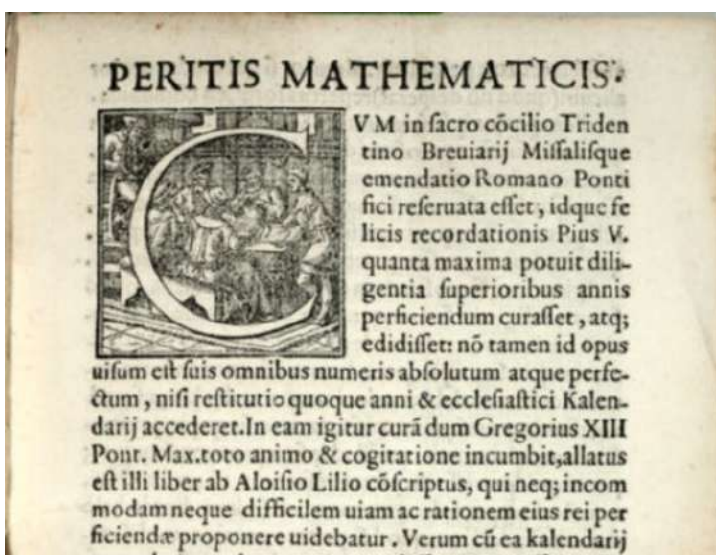 PERITIS MATHEMATICIS.
CVM in ſacro cõcilio Triden
tino Breuiarij Miſſaliſque
emendatio Romano Ponti
fici reſeruata eſſet, idque fe
licis recordationis Pius V.
quanta maxima potuit dili-
gentia ſuperioribus annis
perficiendum curaſſet, atq;
edidiſſet: nõ tamen id opus
uiſum eſt ſuis omnibus numeris abſolutum atque perfe-
ctum, niſi reſtitutio quoque anni & eccleſiaſtici Kalen-
darij accederet. In eam igitur curã dum Gregorius XIII
Pont. Max. toto animo & cogitatione incumbit, allatus
eſt illi liber ab Aloiſio Lilio cõſcriptus, qui neq; incom
modam neque difficilem uiam ac rationem eius rei per
ficiendæ proponere uidebatur. Verum cũ ea kalendarij